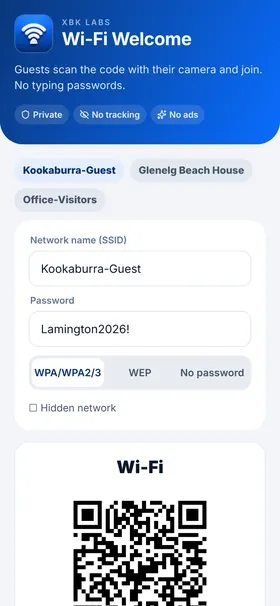 XBK LABS
Wi-Fi Welcome
Guests scan the code with their camera and join.
No typing passwords.
Private
No tracking
No ads
Kookaburra-Guest
Glenelg Beach House
Office-Visitors
Network name (SSID)
Kookaburra-Guest
Password
Lamington2026!
WPA/WPA2/3
WEP
No password
Hidden network
Wi-Fi